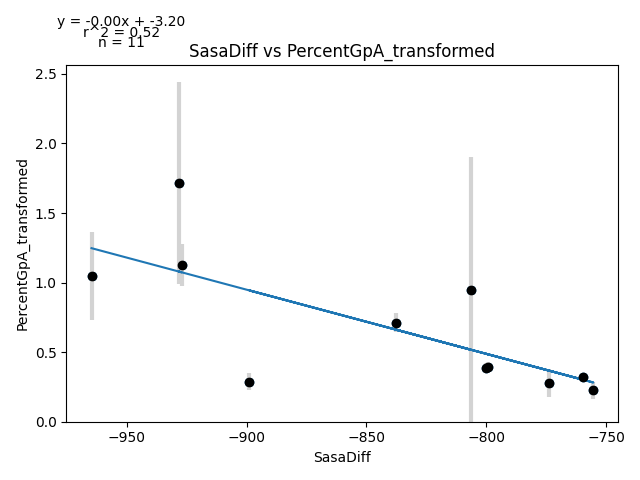 y = -0.00x + -3.20
r^2 = 0.52
n = 11
SasaDiff vs PercentGpA_transformed
PercentGpA_transformed
2.5
2.0
1.5
1.0
0.5
0.0
−950
−900
−850
−800
−750
SasaDiff